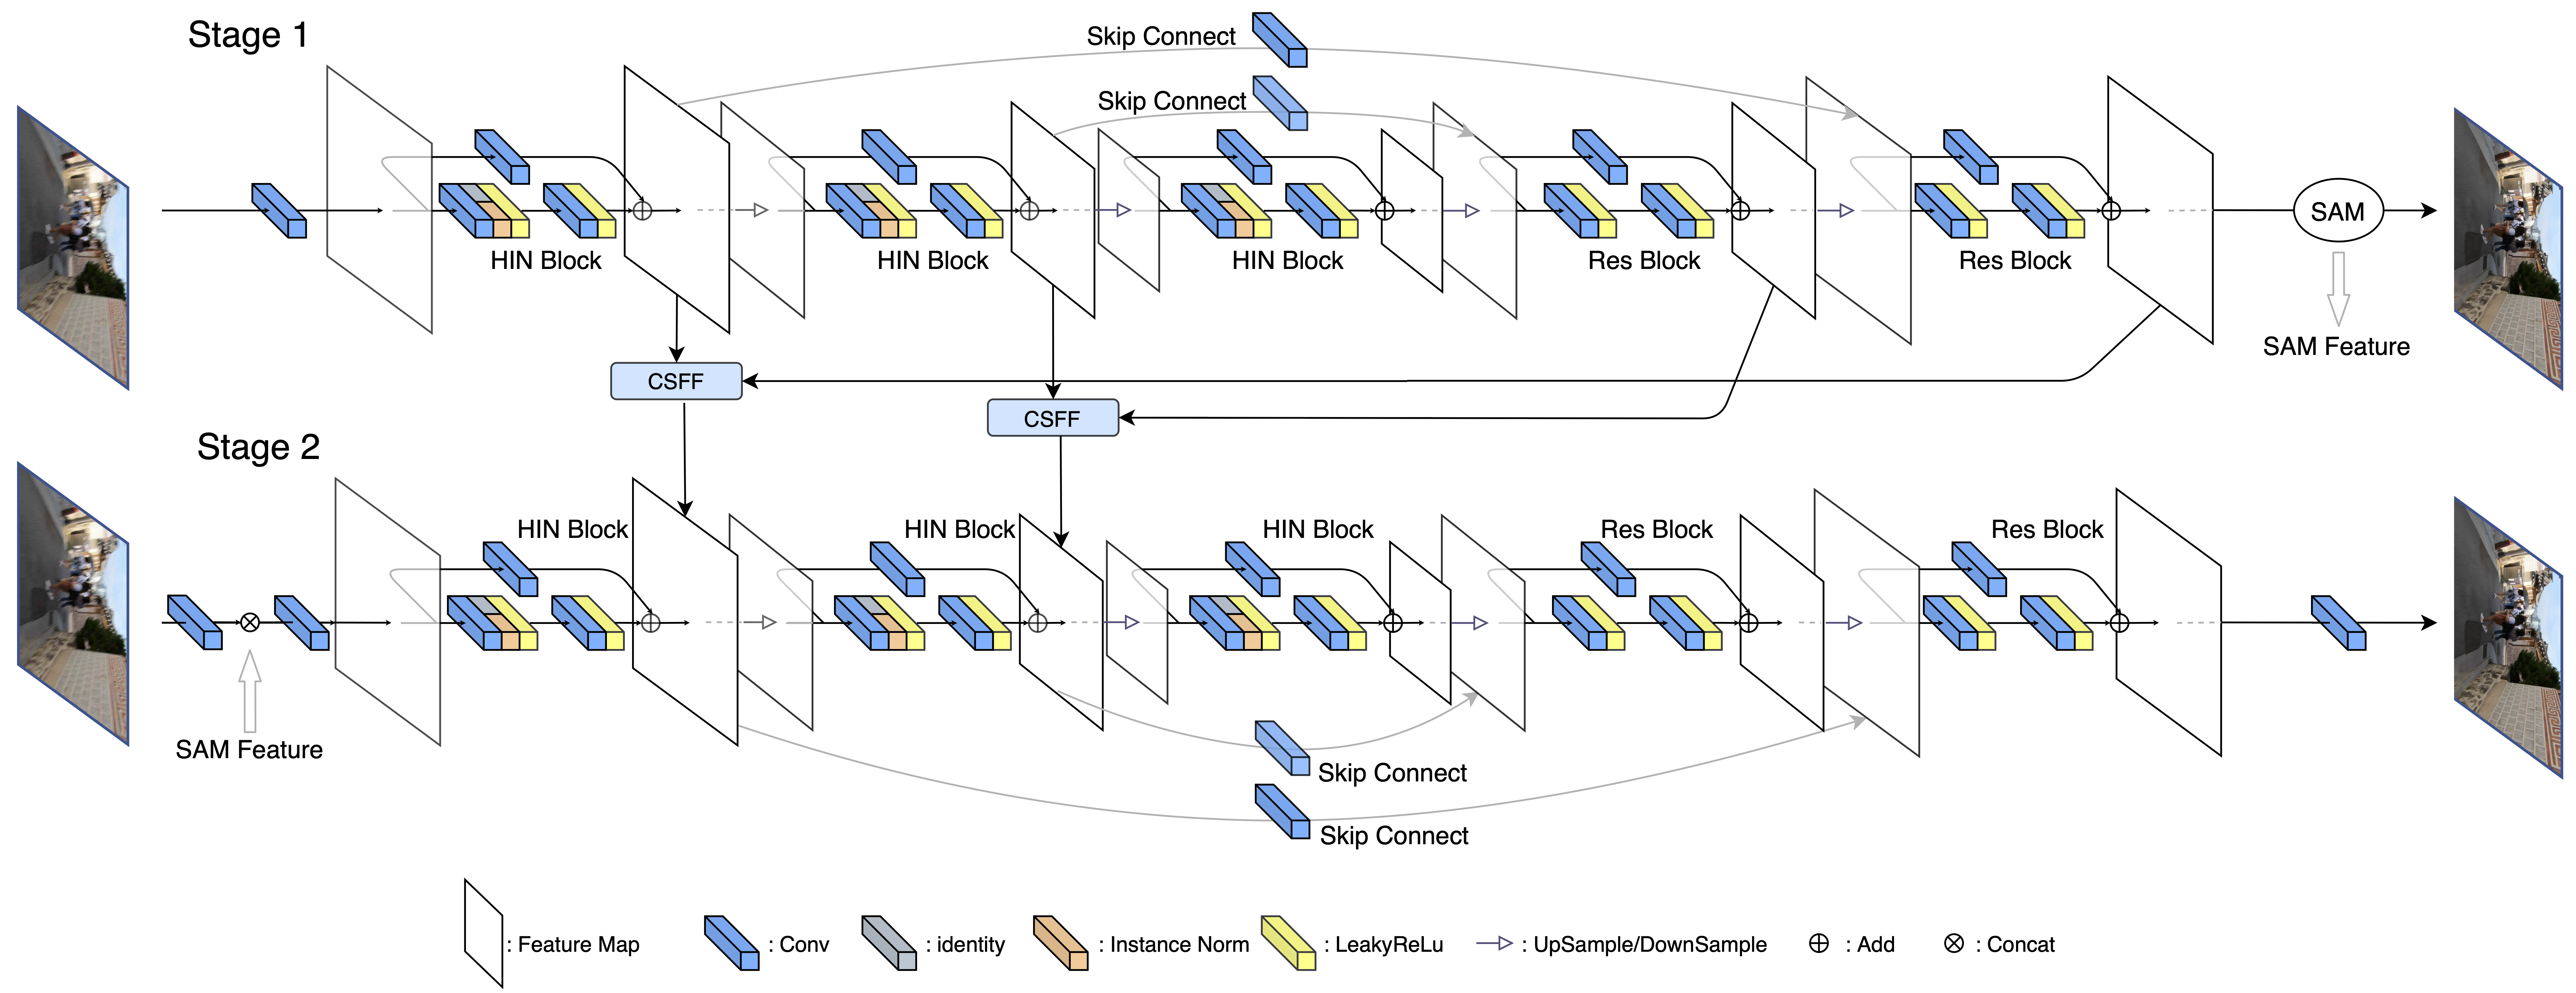 Stage 1
Skip Connect
Skip Connect
HIN Block
HIN Block
HIN Block
Res Block
Res Block
SAM
SAM Feature
CSFF
CSFF
Stage 2
HIN Block
HIN Block
HIN Block
Res Block
Res Block
SAM Feature
Skip Connect
Skip Connect
: Feature Map
: Conv
: identity
: Instance Norm
: LeakyReLu
: UpSample/DownSample
: Add
: Concat